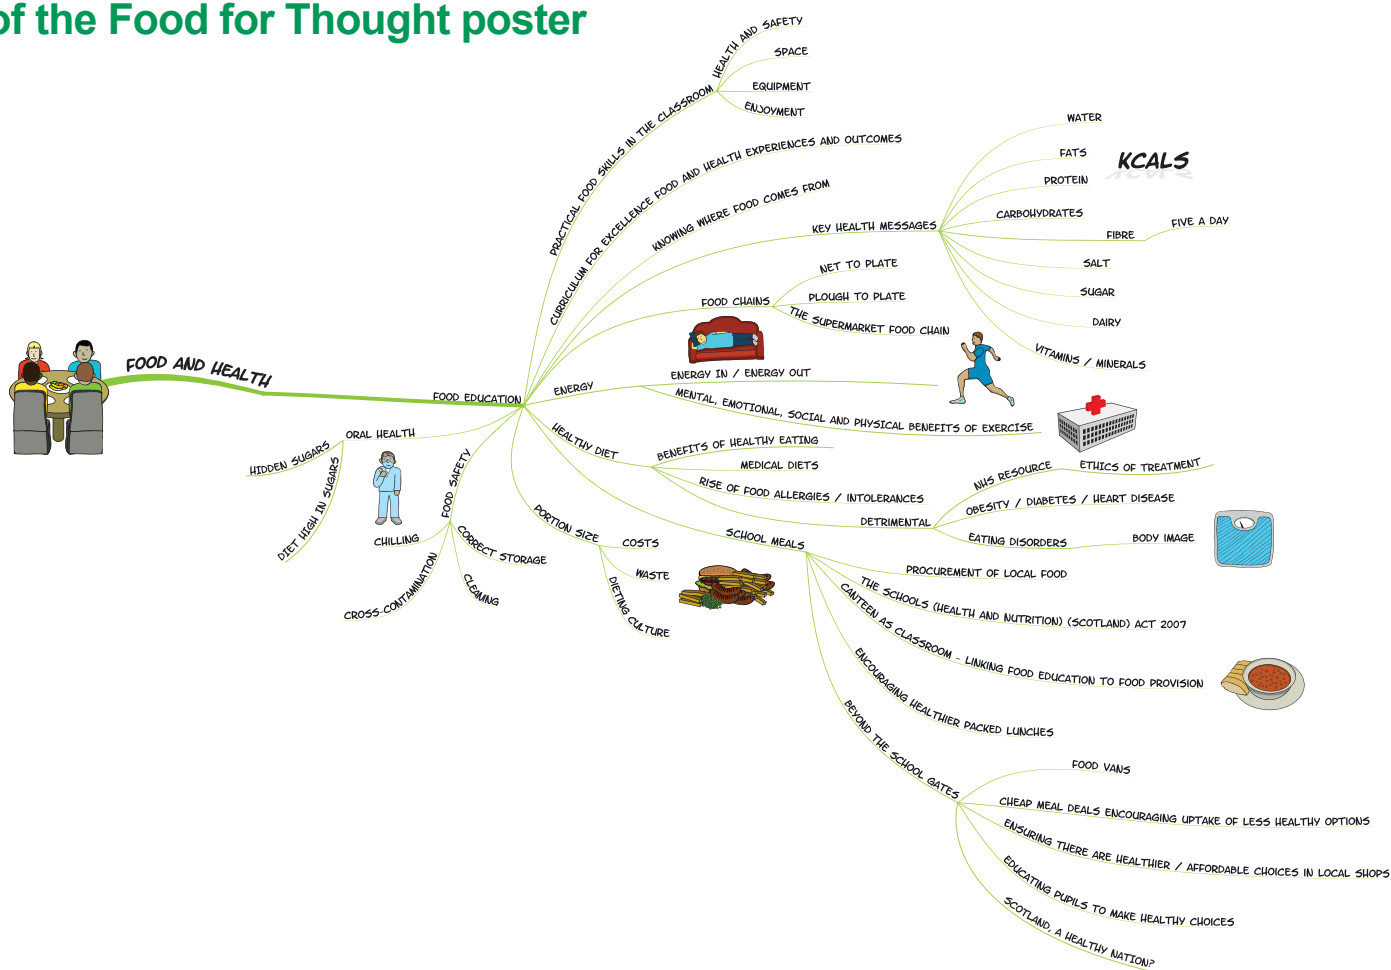 of the Food for Thought poster
HEALTH AND SAFETY
SPACE
EQUIPMENT
ENJOYMENT
PRACTICAL FOOD SKILLS IN THE CLASSROOM
CURRICULUM FOR EXCELLENCE FOOD AND HEALTH EXPERIENCES AND OUTCOMES
KNOWING WHERE FOOD COMES FROM
KEY HEALTH MESSAGES
WATER
FATS
KCALS
PROTEIN
CARBOHYDRATES
FIBRE
FIVE A DAY
SALT
SUGAR
DAIRY
VITAMINS / MINERALS
FOOD CHAINS
NET TO PLATE
PLOUGH TO PLATE
THE SUPERMARKET FOOD CHAIN
FOOD AND HEALTH
FOOD EDUCATION
ENERGY
ENERGY IN / ENERGY OUT
MENTAL, EMOTIONAL, SOCIAL AND PHYSICAL BENEFITS OF EXERCISE
HEALTHY DIET
BENEFITS OF HEALTHY EATING
MEDICAL DIETS
RISE OF FOOD ALLERGIES / INTOLERANCES
DETRIMENTAL
NHS RESOURCE
ETHICS OF TREATMENT
OBESITY / DIABETES / HEART DISEASE
EATING DISORDERS
BODY IMAGE
ORAL HEALTH
HIDDEN SUGARS
DIET HIGH IN SUGARS
FOOD SAFETY
CHILLING
CROSS-CONTAMINATION
CLEANING
CORRECT STORAGE
PORTION SIZE
COSTS
WASTE
DIETING CULTURE
SCHOOL MEALS
PROCUREMENT OF LOCAL FOOD
THE SCHOOLS (HEALTH AND NUTRITION) (SCOTLAND) ACT 2007
CANTEEN AS CLASSROOM - LINKING FOOD EDUCATION TO FOOD PROVISION
ENCOURAGING HEALTHIER PACKED LUNCHES
BEYOND THE SCHOOL GATES
FOOD VANS
CHEAP MEAL DEALS ENCOURAGING UPTAKE OF LESS HEALTHY OPTIONS
ENSURING THERE ARE HEALTHIER / AFFORDABLE CHOICES IN LOCAL SHOPS
EDUCATING PUPILS TO MAKE HEALTHY CHOICES
SCOTLAND, A HEALTHY NATION?